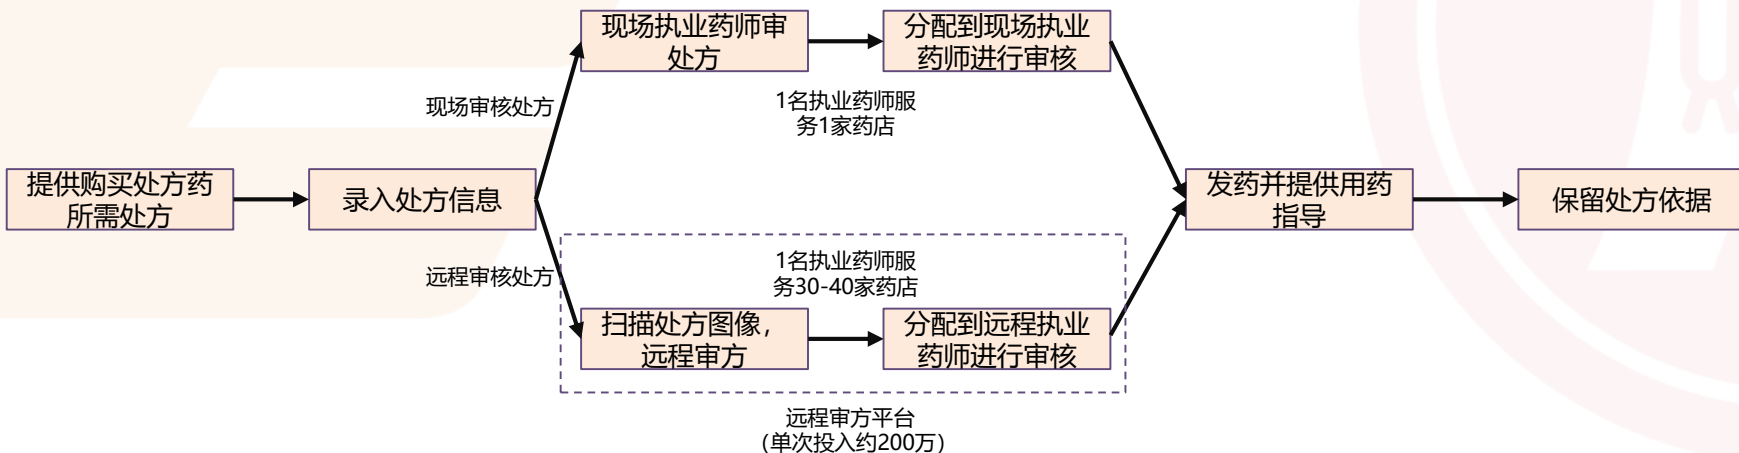 提供购买处方药
所需处方
录入处方信息
现场审核处方
现场执业药师审
处方
分配到现场执业
药师进行审核
1名执业药师服
务1家药店
远程审核处方
1名执业药师服
务30-40家药店
扫描处方图像，
远程审方
分配到远程执业
药师进行审核
远程审方平台
（单次投入约200万）
发药并提供用药
指导
保留处方依据